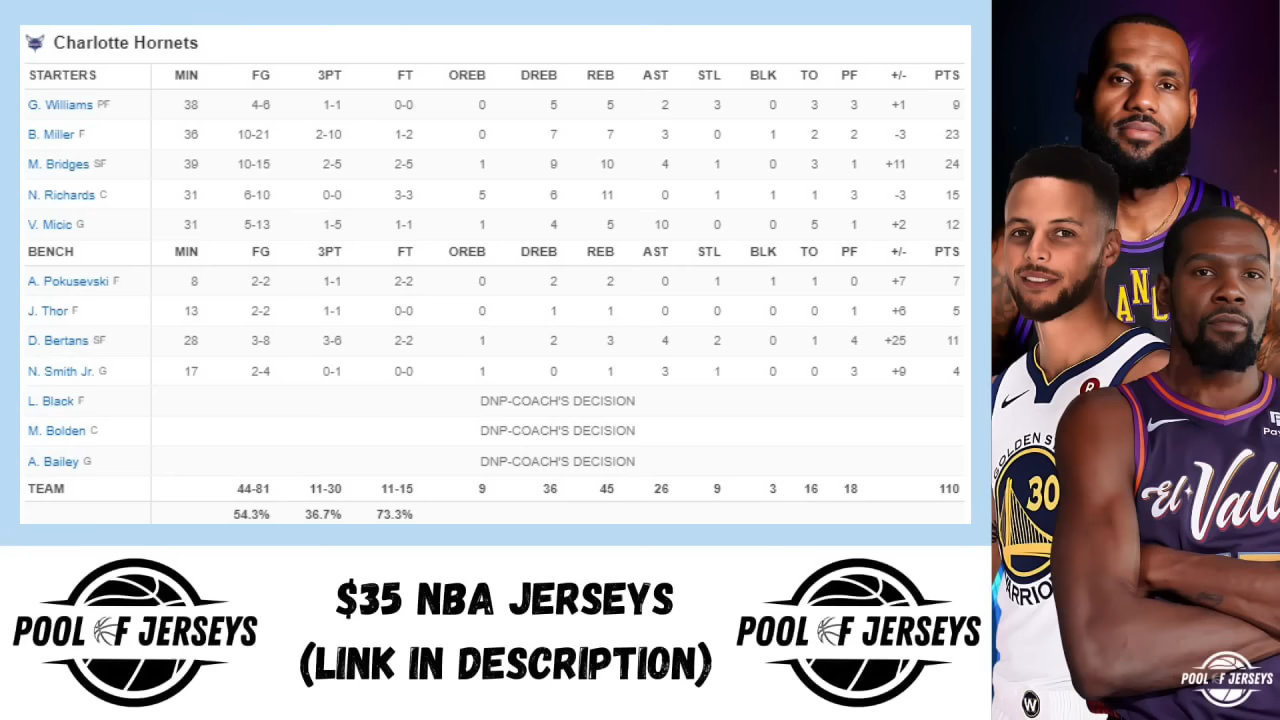 Charlotte Hornets
STARTERS MIN FG 3PT FT OREB DREB REB AST STL BLK TO PF +/- PTS
G. Williams PF 38 4-6 1-1 0-0 0 5 5 2 3 0 3 3 +1 9
B. Miller F 36 10-21 2-10 1-2 0 7 7 3 0 1 2 2 -3 23
M. Bridges SF 39 10-15 2-5 2-5 1 9 10 4 1 0 3 1 +11 24
N. Richards C 31 6-10 0-0 3-3 5 6 11 0 1 1 1 3 -3 15
V. Micic G 31 5-13 1-5 1-1 1 4 5 10 0 0 5 1 +2 12
BENCH MIN FG 3PT FT OREB DREB REB AST STL BLK TO PF +/- PTS
A. Pokusevski F 8 2-2 1-1 2-2 0 2 2 0 1 1 1 0 +7 7
J. Thor F 13 2-2 1-1 0-0 0 1 1 0 0 0 0 1 +6 5
D. Bertans SF 28 3-8 3-6 2-2 1 2 3 4 2 0 1 4 +25 11
N. Smith Jr. G 17 2-4 0-1 0-0 1 0 1 3 1 0 0 3 +9 4
L. Black F DNP-COACH'S DECISION
M. Bolden C DNP-COACH'S DECISION
A. Bailey G DNP-COACH'S DECISION
TEAM 44-81 11-30 11-15 9 36 45 26 9 3 16 18 110
54.3% 36.7% 73.3%
POOL OF JERSEYS
$35 NBA JERSEYS
(LINK IN DESCRIPTION)
POOL OF JERSEYS
GOLDEN S
30
ARRIO
R
W
ANG
El Vall
Pay
POOL OF JERSEYS